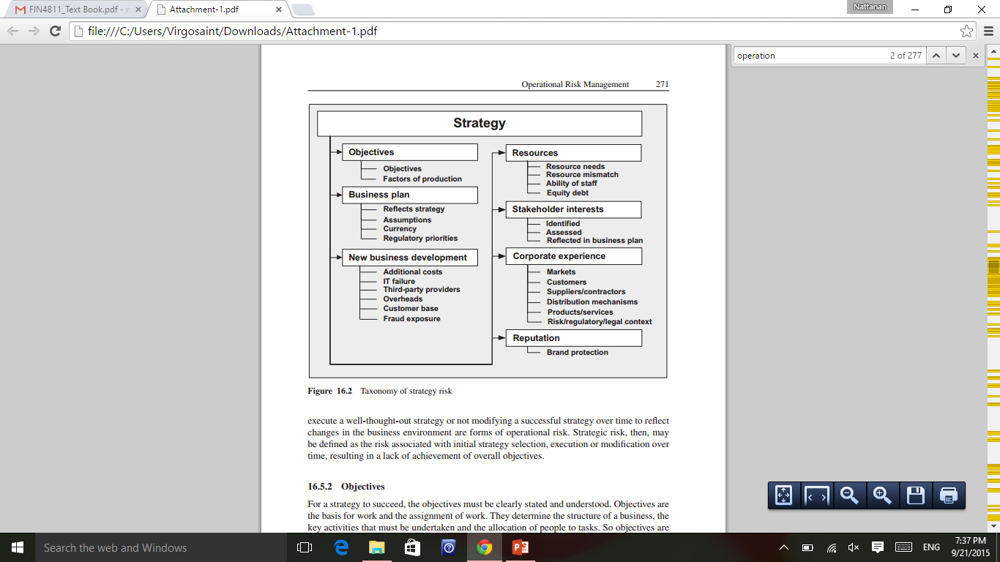 FIN4811_Text Book.pdf - r
Attachment-1.pdf
Nattanan
file:///C:/Users/Virgosaint/Downloads/Attachment-1.pdf
operation
2 of 277
Operational Risk Management 271
Strategy
Objectives
Objectives
Factors of production
Business plan
Reflects strategy
Assumptions
Currency
Regulatory priorities
New business development
Additional costs
IT failure
Third-party providers
Overheads
Customer base
Fraud exposure
Resources
Resource needs
Resource mismatch
Ability of staff
Equity debt
Stakeholder interests
Identified
Assessed
Reflected in business plan
Corporate experience
Markets
Customers
Suppliers/contractors
Distribution mechanisms
Products/services
Risk/regulatory/legal context
Reputation
Brand protection
Figure 16.2 Taxonomy of strategy risk
execute a well-thought-out strategy or not modifying a successful strategy over time to reflect
changes in the business environment are forms of operational risk. Strategic risk, then, may
be defined as the risk associated with initial strategy selection, execution or modification over
time, resulting in a lack of achievement of overall objectives.
16.5.2 Objectives
For a strategy to succeed, the objectives must be clearly stated and understood. Objectives are
the basis for work and the assignment of work. They determine the structure of a business, the
key activities that must be undertaken and the allocation of people to tasks. So objectives are
Search the web and Windows
ENG
7:37 PM
9/21/2015